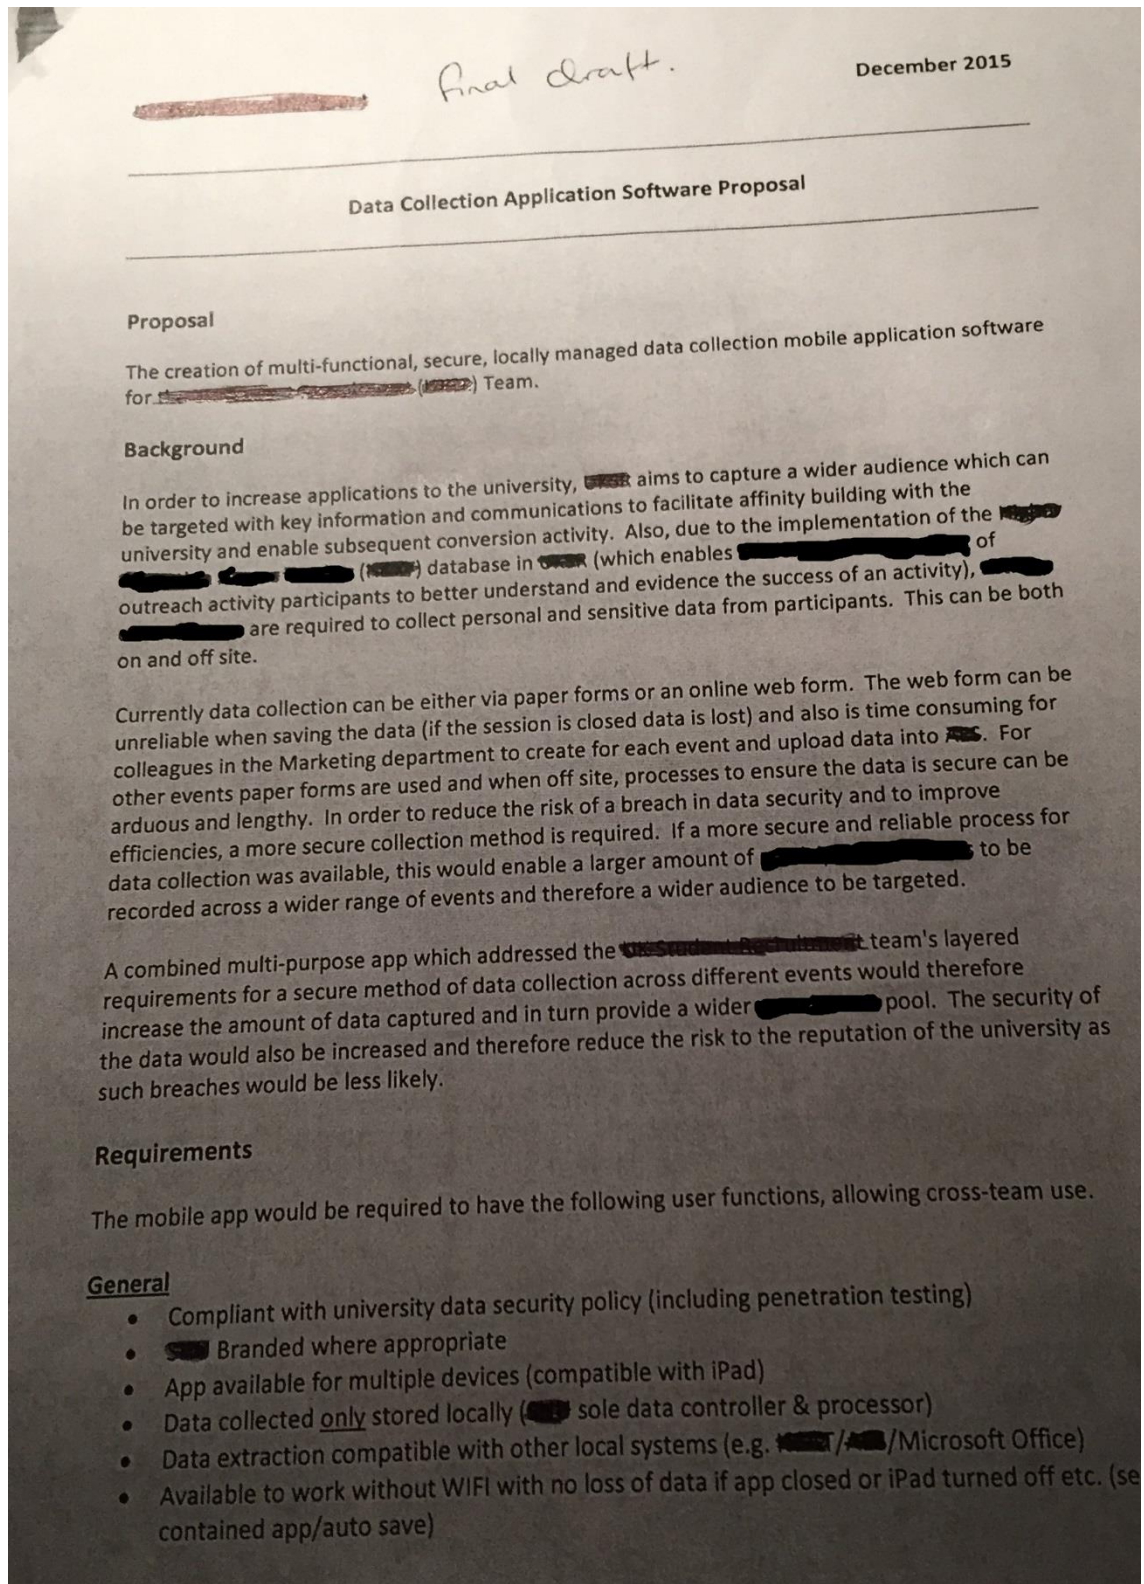 final draft.
December 2015
Data Collection Application Software Proposal
Proposal
The creation of multi-functional, secure, locally managed data collection mobile application software
for ( ) Team.
Background
In order to increase applications to the university, aims to capture a wider audience which can
be targeted with key information and communications to facilitate affinity building with the
university and enable subsequent conversion activity. Also, due to the implementation of the
( ) database in (which enables of
outreach activity participants to better understand and evidence the success of an activity),
are required to collect personal and sensitive data from participants. This can be both
on and off site.
Currently data collection can be either via paper forms or an online web form. The web form can be
unreliable when saving the data (if the session is closed data is lost) and also is time consuming for
colleagues in the Marketing department to create for each event and upload data into . For
other events paper forms are used and when off site, processes to ensure the data is secure can be
arduous and lengthy. In order to reduce the risk of a breach in data security and to improve
efficiencies, a more secure collection method is required. If a more secure and reliable process for
data collection was available, this would enable a larger amount of to be
recorded across a wider range of events and therefore a wider audience to be targeted.
A combined multi-purpose app which addressed the team's layered
requirements for a secure method of data collection across different events would therefore
increase the amount of data captured and in turn provide a wider pool. The security of
the data would also be increased and therefore reduce the risk to the reputation of the university as
such breaches would be less likely.
Requirements
The mobile app would be required to have the following user functions, allowing cross-team use.
General
• Compliant with university data security policy (including penetration testing)
• Branded where appropriate
• App available for multiple devices (compatible with iPad)
• Data collected only stored locally ( sole data controller & processor)
• Data extraction compatible with other local systems (e.g. / /Microsoft Office)
• Available to work without WIFI with no loss of data if app closed or iPad turned off etc. (se
contained app/auto save)